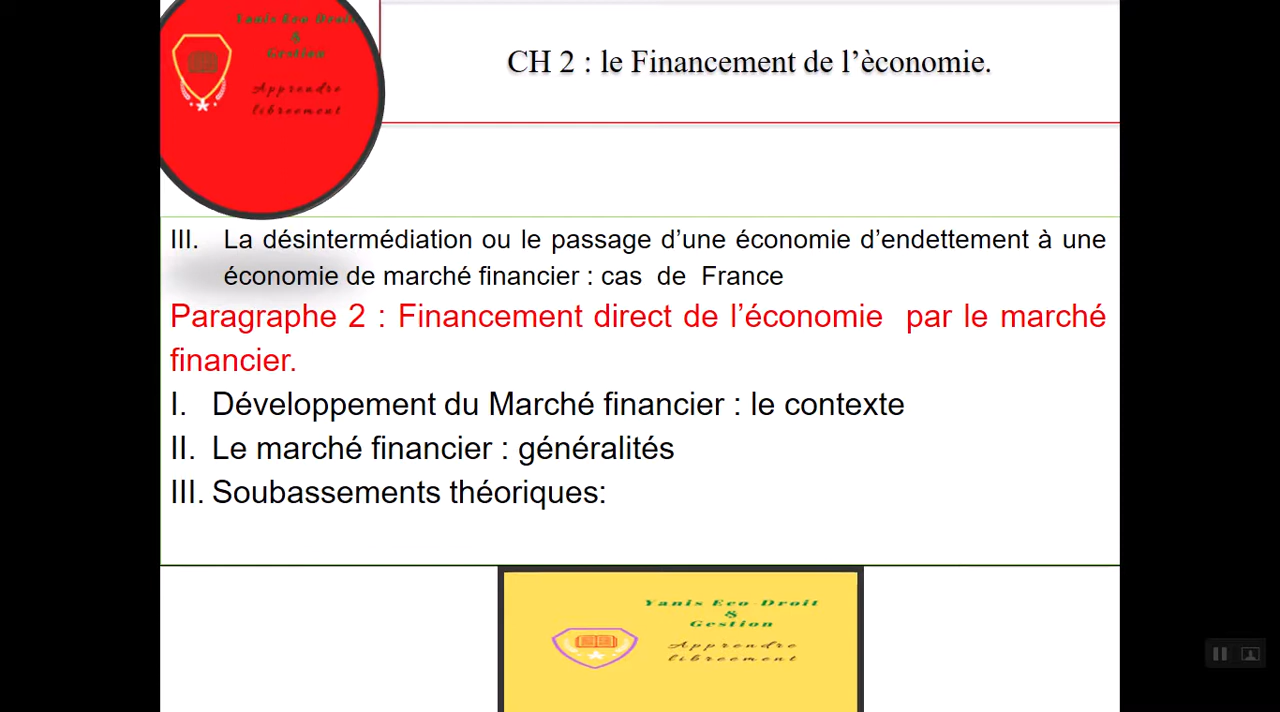 Yanis Eco Droit
&
Gestion
Apprendre
librement
CH 2 : le Financement de l’èconomie.
III. La désintermédiation ou le passage d’une économie d’endettement à une
économie de marché financier : cas de France
Paragraphe 2 : Financement direct de l’économie par le marché
financier.
I. Développement du Marché financier : le contexte
II. Le marché financier : généralités
III. Soubassements théoriques:
Yanis Eco Droit
&
Gestion
Apprendre
librement